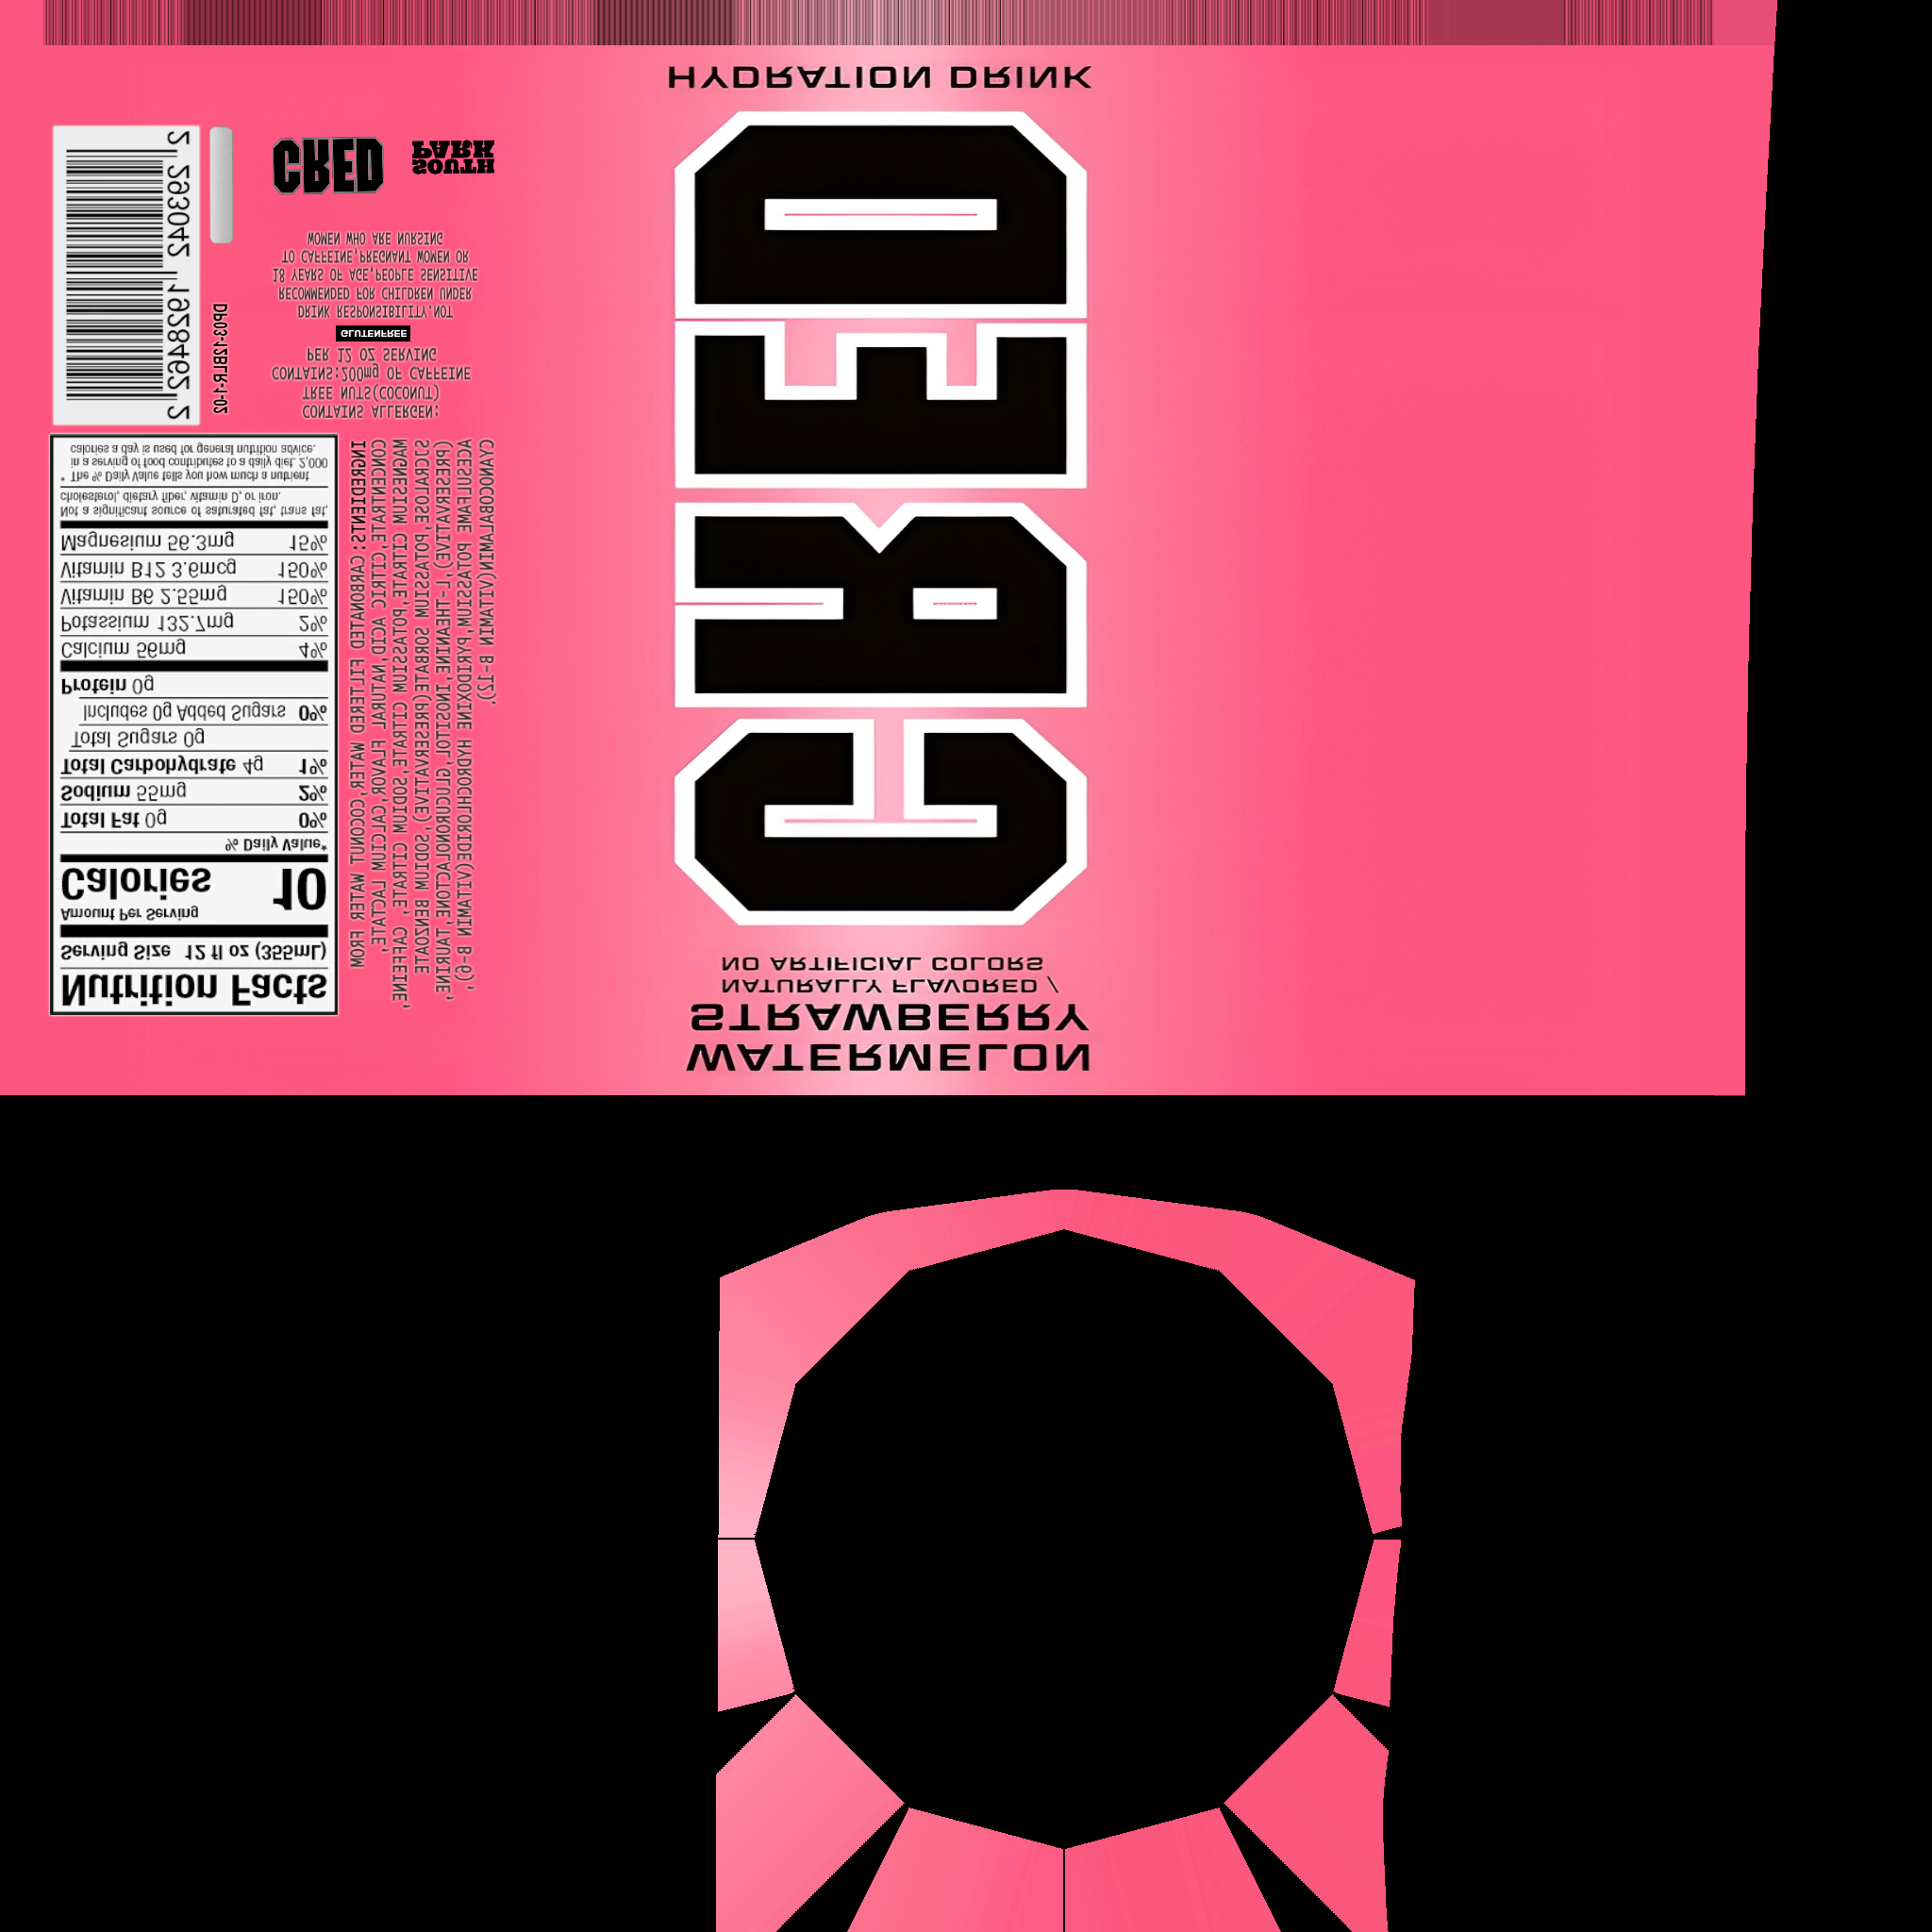 WATERMELON
STRAWBERRY
NATURALLY FLAVORED /
NO ARTIFICIAL COLORS
CRED
HYDRATION DRINK
Nutrition Facts
Serving Size 12 fl oz (355mL)
Amount Per Serving
Calories 10
% Daily Value*
Total Fat 0g 0%
Sodium 55mg 2%
Total Carbohydrate 4g 1%
Total Sugars 0g
Includes 0g Added Sugars 0%
Protein 0g
Calcium 56mg 4%
Potassium 132.7mg 2%
Vitamin B6 2.55mg 150%
Vitamin B12 3.6mcg 150%
Magnesium 56.3mg 15%
Not a significant source of saturated fat, trans fat,
cholesterol, dietary fiber, vitamin D, or iron.
* The % Daily Value tells you how much a nutrient
in a serving of food contributes to a daily diet. 2,000
calories a day is used for general nutrition advice.
INGREDIENTS: CARBONATED FILTERED WATER, COCONUT WATER FROM
CONCENTRATE, CITRIC ACID, NATURAL FLAVOR, CALCIUM LACTATE,
MAGNESIUM CITRATE, POTASSIUM CITRATE, SODIUM CITRATE, CAFFEINE,
SUCRALOSE, POTASSIUM SORBATE(PRESERVATIVE), SODIUM BENZOATE
(PRESERVATIVE), L-THEANINE, INOSITOL, GLUCURONOLACTONE, TAURINE,
ACESULFAME POTASSIUM, PYRIDOXINE HYDROCHLORIDE(VITAMIN B-6),
CYANOCOBALAMIN(VITAMIN B-12).
CONTAINS ALLERGEN:
TREE NUTS(COCONUT)
CONTAINS:200mg OF CAFFEINE
PER 12 OZ SERVING
GLUTENFREE
DRINK RESPONSIBILITY.NOT
RECOMMENDED FOR CHILDREN UNDER
18 YEARS OF AGE,PEOPLE SENSITIVE
TO CAFFEINE,PREGNANT WOMEN OR
WOMEN WHO ARE NURSING
CRED
SOUTH
PARK
DP03-12BLR-1-02
2 293042 1928462 2